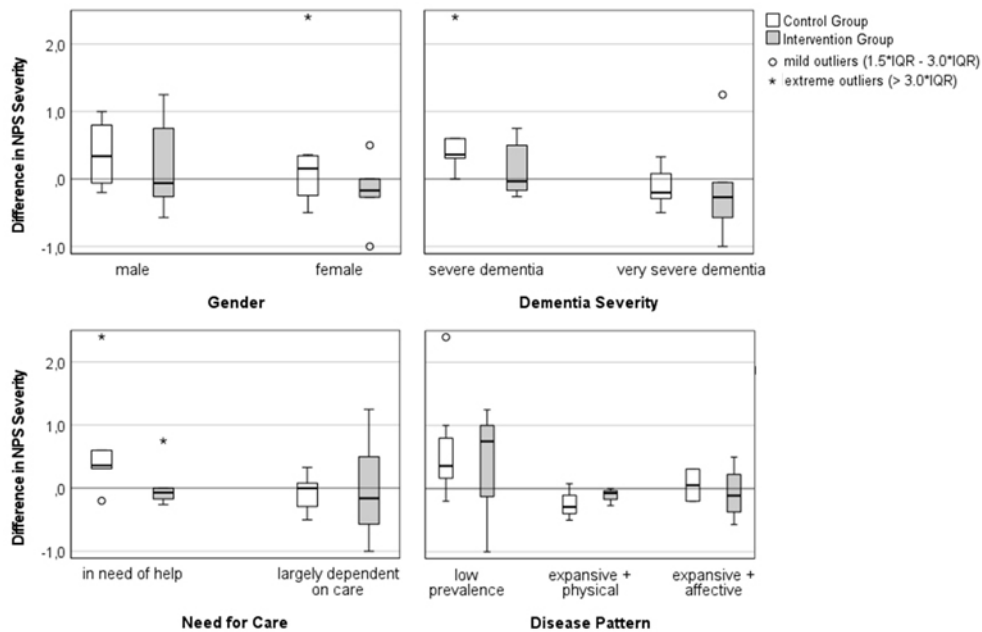 Difference in NPS Severity
2,0
1,0
,0
-1,0
male
female
Gender
severe dementia
very severe dementia
Dementia Severity
Control Group
Intervention Group
mild outliers (1.5*IQR - 3.0*IQR)
extreme outliers (> 3.0*IQR)
Difference in NPS Severity
2,0
1,0
,0
-1,0
in need of help
largely dependent
on care
Need for Care
low
prevalence
expansive +
physical
expansive +
affective
Disease Pattern